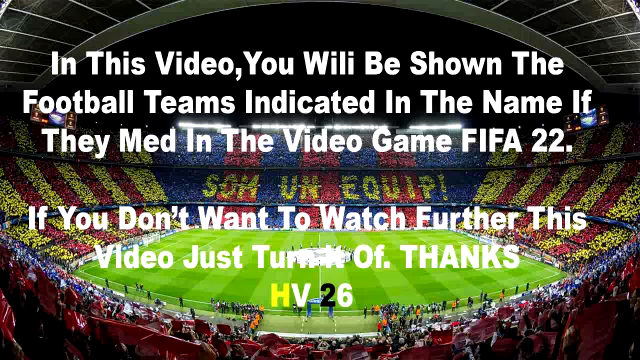 In This Video,You Wili Be Shown The
Football Teams Indicated In The Name If
They Med In The Video Game FIFA 22.
SOM UN EQUIP!
If You Don't Want To Watch Further This
Video Just Turn It Of. THANKS
HV 26